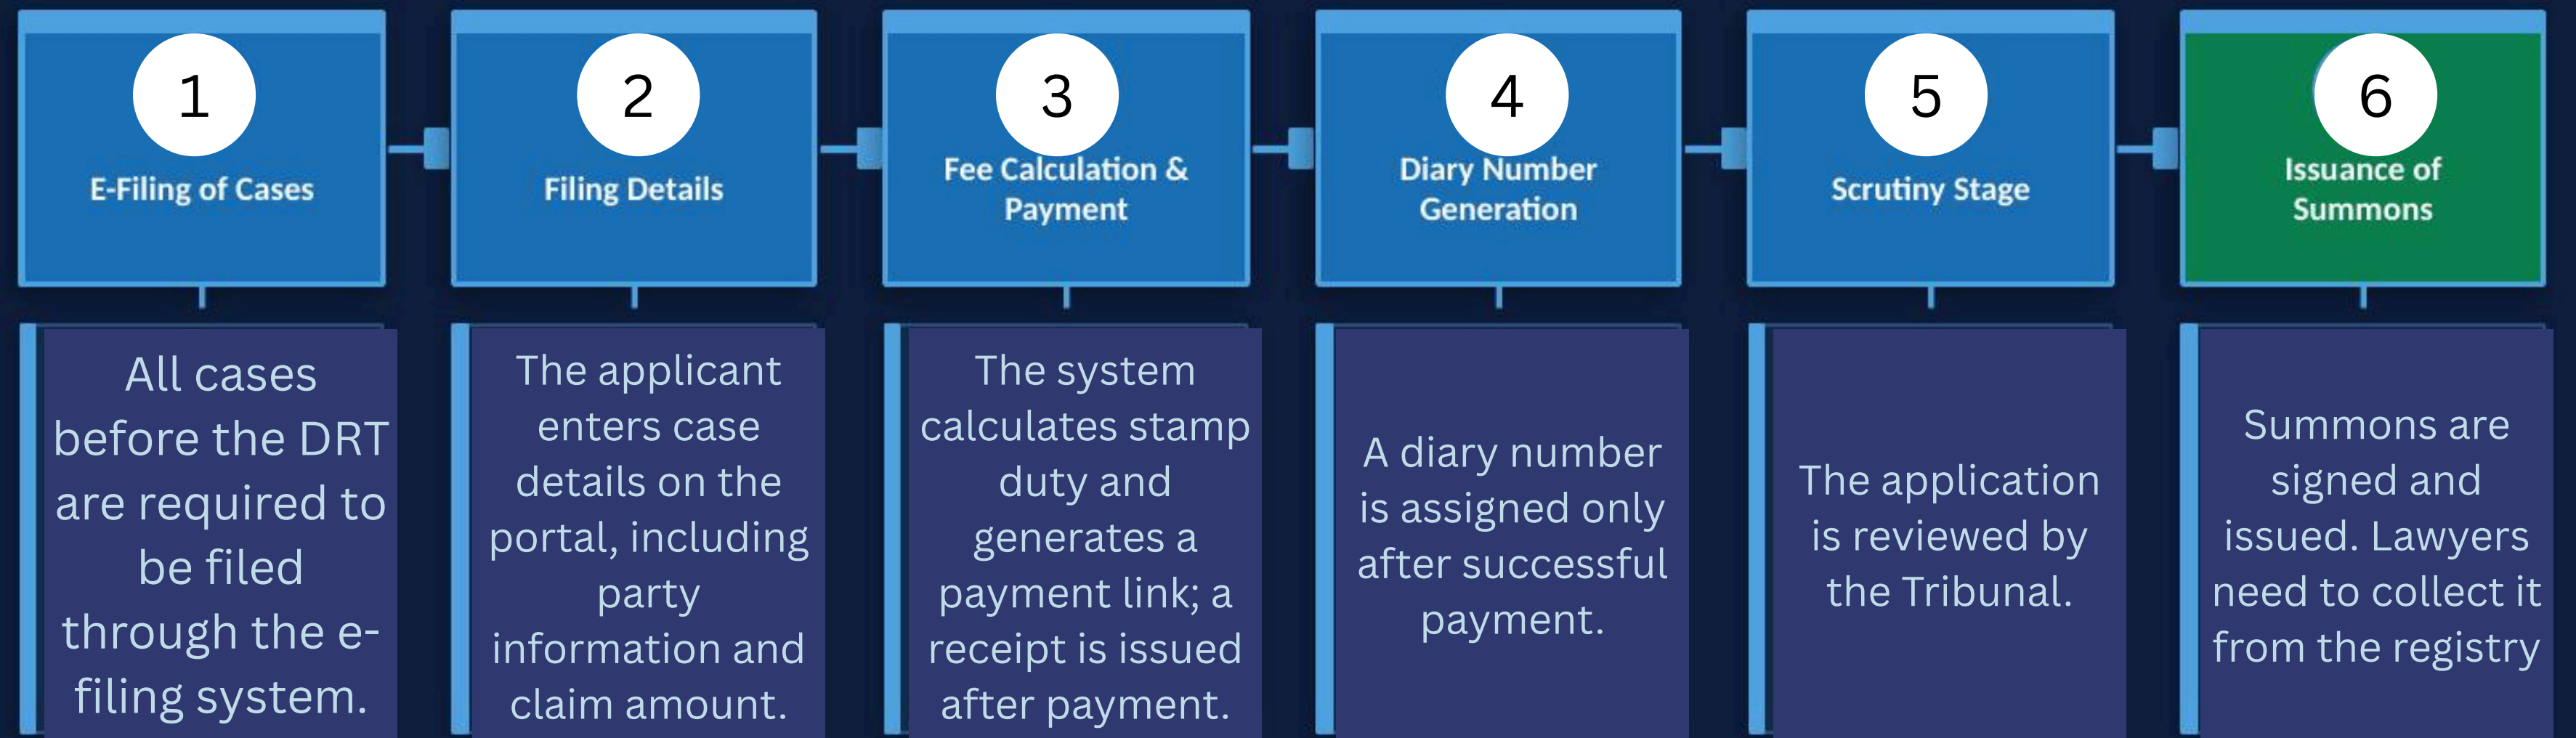 1
E-Filing of Cases
All cases
before the DRT
are required to
be filed
through the e-
filing system.
2
Filing Details
The applicant
enters case
details on the
portal, including
party
information and
claim amount.
3
Fee Calculation &
Payment
The system
calculates stamp
duty and
generates a
payment link; a
receipt is issued
after payment.
4
Diary Number
Generation
A diary number
is assigned only
after successful
payment.
5
Scrutiny Stage
The application
is reviewed by
the Tribunal.
6
Issuance of
Summons
Summons are
signed and
issued. Lawyers
need to collect it
from the registry